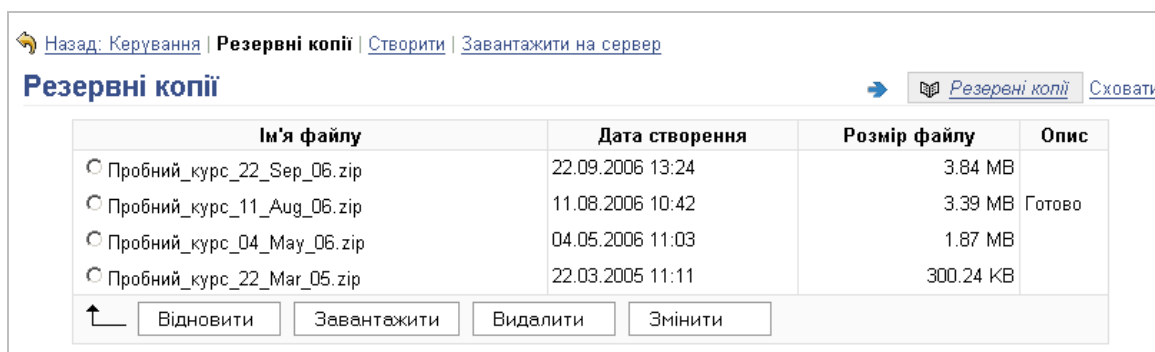 Назад: Керування | Резервні копії | Створити | Завантажити на сервер
Резервні копії Резервні копії Сховати
Ім'я файлу Дата створення Розмір файлу Опис
Пробний_курс_22_Sep_06.zip 22.09.2006 13:24 3.84 MB
Пробний_курс_11_Aug_06.zip 11.08.2006 10:42 3.39 MB Готово
Пробний_курс_04_May_06.zip 04.05.2006 11:03 1.87 MB
Пробний_курс_22_Mar_05.zip 22.03.2005 11:11 300.24 KB
Відновити Завантажити Видалити Змінити